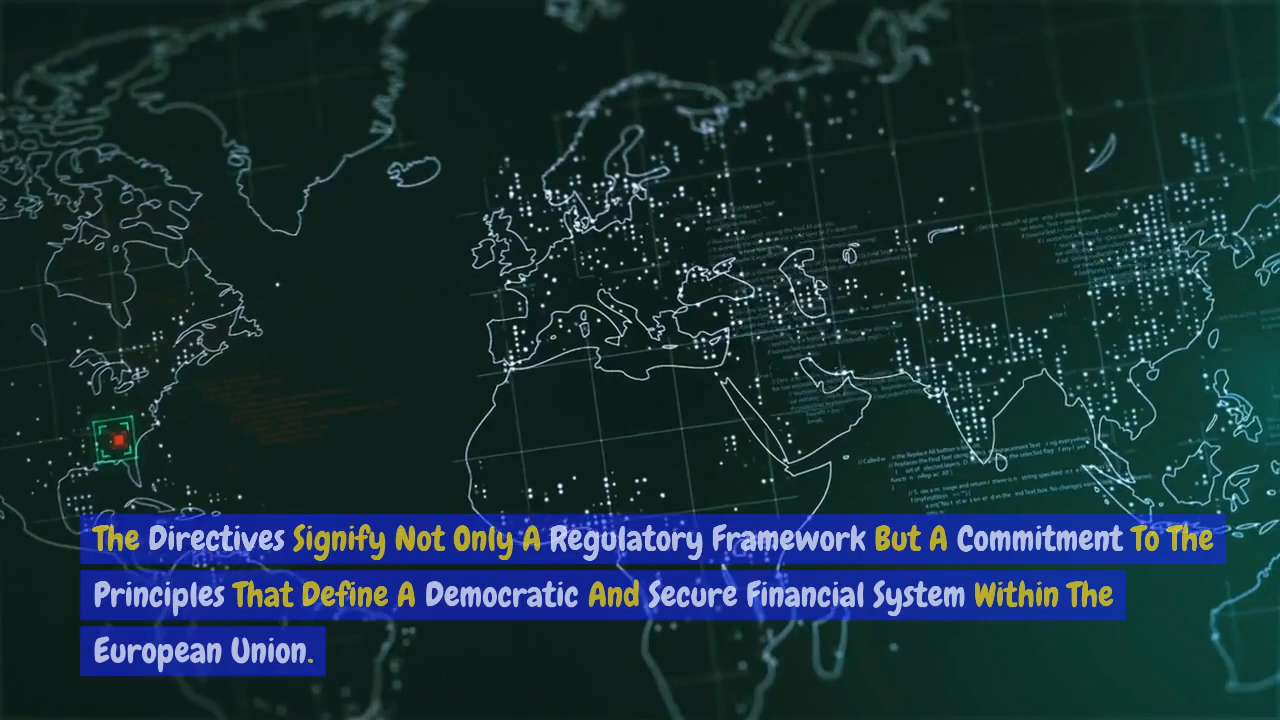 The Directives Signify Not Only A Regulatory Framework But A Commitment To The
Principles That Define A Democratic And Secure Financial System Within The
European Union.